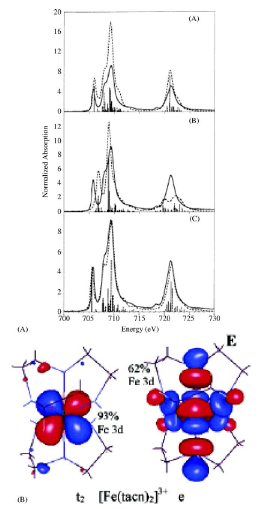 20
(A)
16
12
8
4
0
(B)
12
10
8
6
4
2
0
(C)
8
6
4
2
0
Normalized Absorption
700 705 710 715 720 725 730
Energy (eV)
(A)
E
93%
Fe 3d
62%
Fe 3d
(B)
t₂ [Fe(tacn)₂]³⁺ e